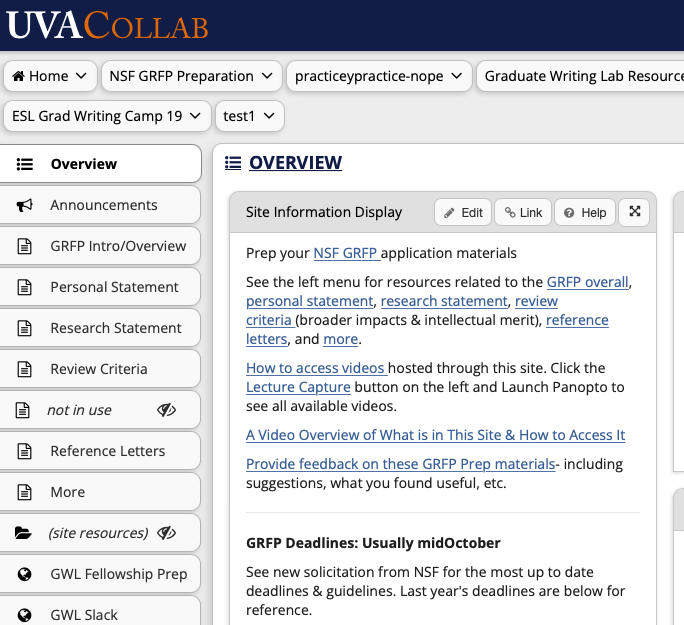 UVACOLLAB
Home
NSF GRFP Preparation
practiceypractice-nope
Graduate Writing Lab
ESL Grad Writing Camp 19
test1
Overview
Announcements
GRFP Intro/Overview
Personal Statement
Research Statement
Review Criteria
not in use
Reference Letters
More
(site resources)
GWL Fellowship Prep
GWL Slack
OVERVIEW
Site Information Display
Edit
Link
Help
Prep your NSF GRFP application materials
See the left menu for resources related to the GRFP overall,
personal statement, research statement, review
criteria (broader impacts & intellectual merit), reference
letters, and more.
How to access videos hosted through this site. Click the
Lecture Capture button on the left and Launch Panopto to
see all available videos.
A Video Overview of What is in This Site & How to Access It
Provide feedback on these GRFP Prep materials- including
suggestions, what you found useful, etc.
GRFP Deadlines: Usually midOctober
See new solicitation from NSF for the most up to date
deadlines & guidelines. Last year's deadlines are below for
reference.